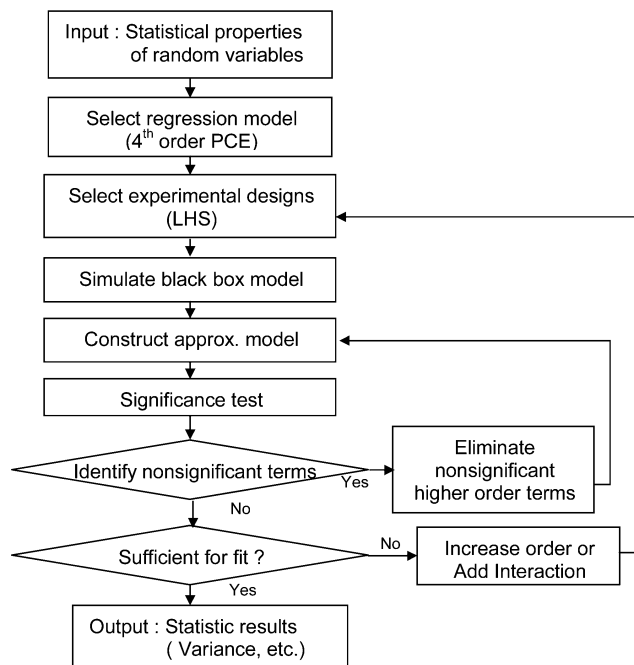 Input : Statistical properties
of random variables
Select regression model
(4th order PCE)
Select experimental designs
(LHS)
Simulate black box model
Construct approx. model
Significance test
Identify nonsignificant terms
Yes
Eliminate
nonsignificant
higher order terms
No
Sufficient for fit ?
No
Increase order or
Add Interaction
Yes
Output : Statistic results
( Variance, etc.)